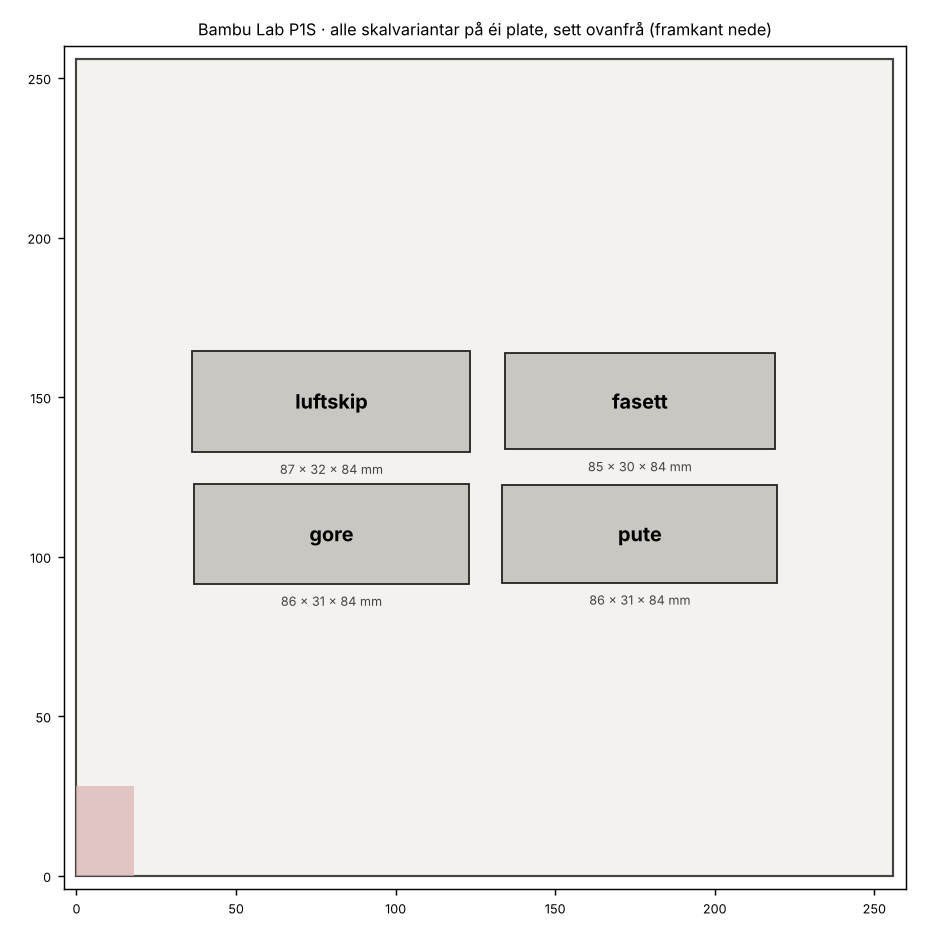 Bambu Lab P1S · alle skalvariantar på éi plate, sett ovanfrå (framkant nede)
250
200
150
100
50
0
luftskip
87 × 32 × 84 mm
fasett
85 × 30 × 84 mm
gore
86 × 31 × 84 mm
pute
86 × 31 × 84 mm
0
50
100
150
200
250